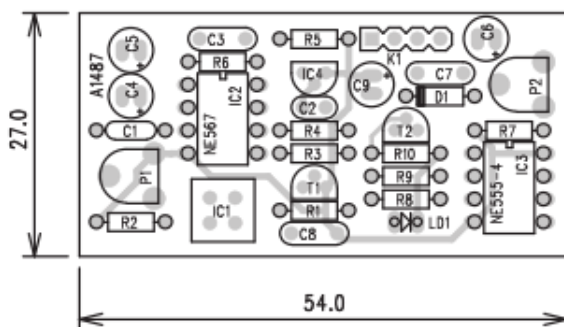 C5
C3
R5
K1
C6
A1487
R6
IC4
C9
C7
P2
C4
IC2
C2
D1
27.0
C1
NE567
R4
T2
R7
R3
R10
P1
T1
R9
NE555-4
IC3
R2
IC1
R1
R8
C8
LD1
54.0